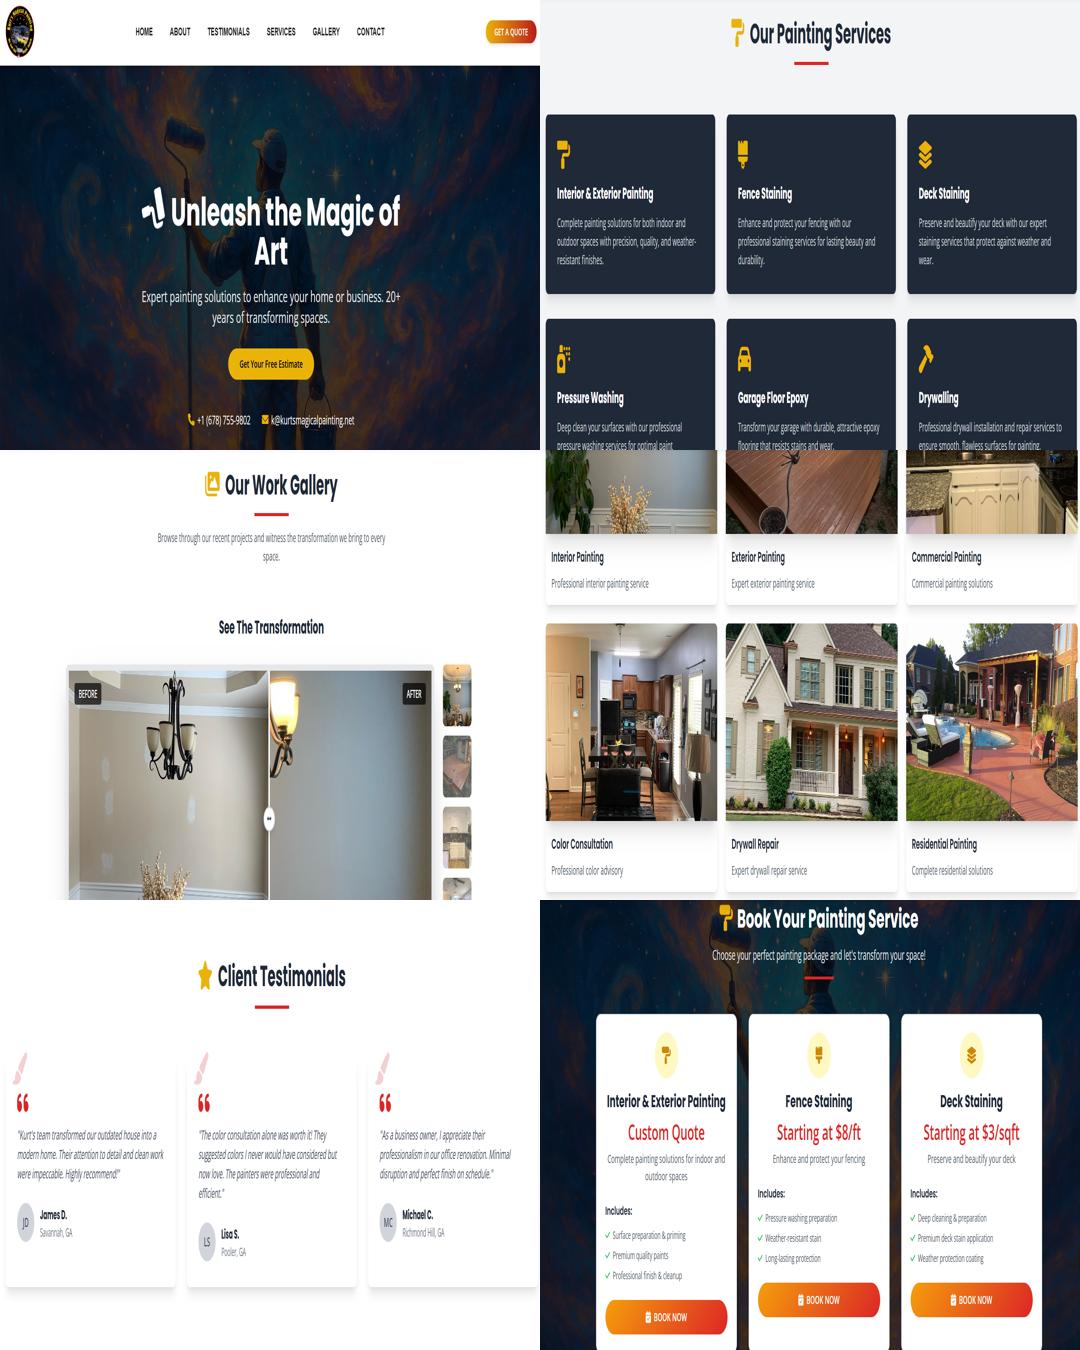 HOME ABOUT TESTIMONIALS SERVICES GALLERY CONTACT GET A QUOTE
Unleash the Magic of
Art
Expert painting solutions to enhance your home or business. 20+
years of transforming spaces.
Get Your Free Estimate
+1 (678) 755-9802 k@kurtsmagicalpainting.net
Our Painting Services
Interior & Exterior Painting
Complete painting solutions for both indoor and
outdoor spaces with precision, quality, and weather-
resistant finishes.
Fence Staining
Enhance and protect your fencing with our
professional staining services for lasting beauty and
durability.
Deck Staining
Preserve and beautify your deck with our expert
staining services that protect against weather and
wear.
Pressure Washing
Deep clean your surfaces with our professional
pressure washing services for optimal paint
Garage Floor Epoxy
Transform your garage with durable, attractive epoxy
flooring that resists stains and wear.
Drywalling
Professional drywall installation and repair services to
ensure smooth, flawless surfaces for painting.
Our Work Gallery
Browse through our recent projects and witness the transformation we bring to every
space.
See The Transformation
BEFORE
AFTER
Interior Painting
Professional interior painting service
Exterior Painting
Expert exterior painting service
Commercial Painting
Commercial painting solutions
Color Consultation
Professional color advisory
Drywall Repair
Expert drywall repair service
Residential Painting
Complete residential solutions
Client Testimonials
"Kurt's team transformed our outdated house into a
modern home. Their attention to detail and clean work
were impeccable. Highly recommend!"
JD
James D.
Savannah, GA
"The color consultation alone was worth it! They
suggested colors I never would have considered but
now love. The painters were professional and
efficient."
LS
Lisa S.
Pooler, GA
"As a business owner, I appreciate their
professionalism in our office renovation. Minimal
disruption and perfect finish on schedule."
MC
Michael C.
Richmond Hill, GA
Book Your Painting Service
Choose your perfect painting package and let's transform your space!
Interior & Exterior Painting
Custom Quote
Complete painting solutions for indoor and
outdoor spaces
Includes:
✓ Surface preparation & priming
✓ Premium quality paints
✓ Professional finish & cleanup
BOOK NOW
Fence Staining
Starting at $8/ft
Enhance and protect your fencing
Includes:
✓ Pressure washing preparation
✓ Weather-resistant stain
✓ Long-lasting protection
BOOK NOW
Deck Staining
Starting at $3/sqft
Preserve and beautify your deck
Includes:
✓ Deep cleaning & preparation
✓ Premium deck stain application
✓ Weather protection coating
BOOK NOW